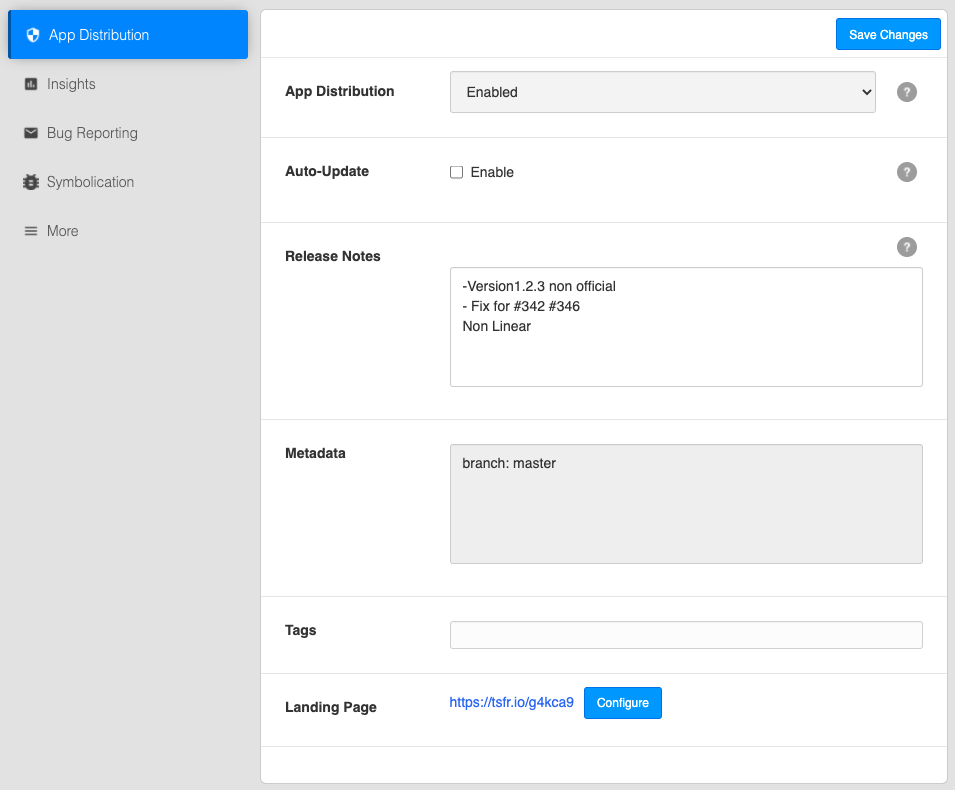 App Distribution
Insights
Bug Reporting
Symbolication
More
Save Changes
App Distribution
Enabled
?
Auto-Update
Enable
?
Release Notes
?
-Version1.2.3 non official
- Fix for #342 #346
Non Linear
Metadata
branch: master
Tags
Landing Page
https://tsfr.io/g4kca9
Configure